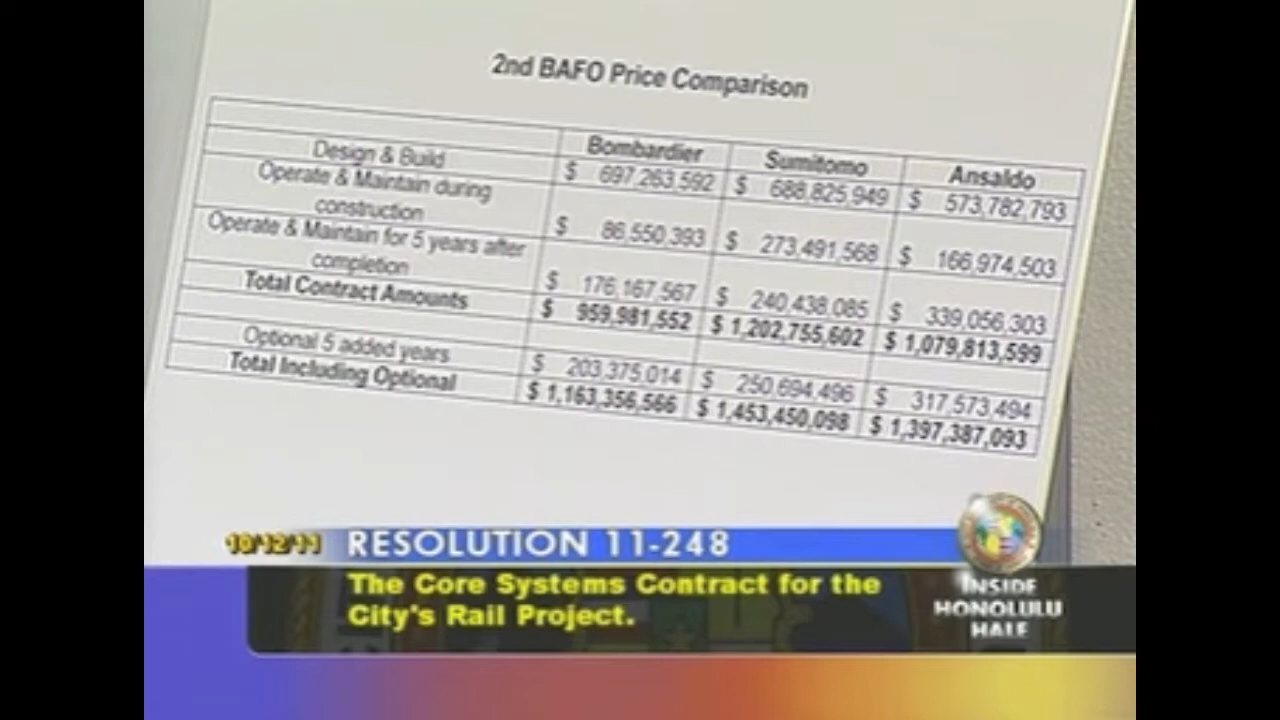 2nd BAFO Price Comparison
Bombardier Sumitomo Ansaldo
Design & Build $ 697,263,592 $ 688,825,949 $ 573,782,793
Operate & Maintain during
construction $ 86,550,393 $ 273,491,568 $ 166,974,503
Operate & Maintain for 5 years after
completion $ 176,167,567 $ 240,438,085 $ 339,056,303
Total Contract Amounts $ 959,981,552 $ 1,202,755,602 $ 1,079,813,599
Optional 5 added years $ 203,375,014 $ 250,694,496 $ 317,573,494
Total Including Optional $ 1,163,356,566 $ 1,453,450,098 $ 1,397,387,093
10/12/11 RESOLUTION 11-248
The Core Systems Contract for the
City's Rail Project.
INSIDE
HONOLULU
HALE